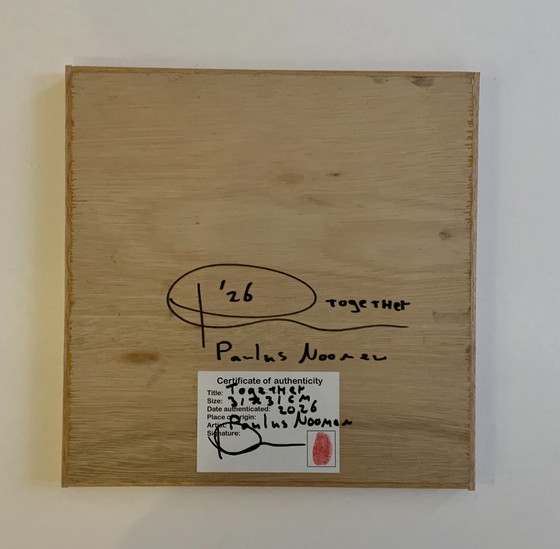 '26
Together
Paulus Noomen
Certificate of authenticity
Title: Together
Size: 31x31cm
Date authenticated: 2026
Place of origin:
Artist: Paulus Nooman
Signature: